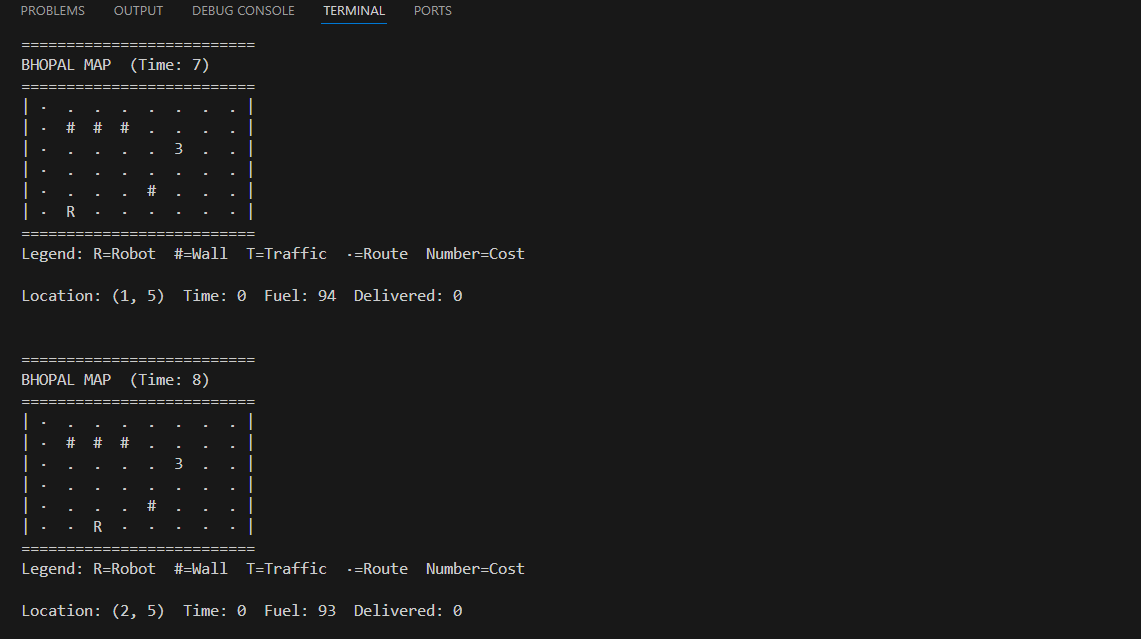 PROBLEMS OUTPUT DEBUG CONSOLE TERMINAL PORTS
==========================
BHOPAL MAP  (Time: 7)
==========================
| ·  .  .  .  .  .  .  . |
| ·  #  #  #  .  .  .  . |
| ·  .  .  .  .  3  .  . |
| ·  .  .  .  .  .  .  . |
| ·  .  .  .  #  .  .  . |
| ·  R  ·  ·  ·  ·  ·  · |
==========================
Legend: R=Robot  #=Wall  T=Traffic  ·=Route  Number=Cost
Location: (1, 5)  Time: 0  Fuel: 94  Delivered: 0
==========================
BHOPAL MAP  (Time: 8)
==========================
| ·  .  .  .  .  .  .  . |
| ·  #  #  #  .  .  .  . |
| ·  .  .  .  .  3  .  . |
| ·  .  .  .  .  .  .  . |
| ·  .  .  .  #  .  .  . |
| ·  ·  R  ·  ·  ·  ·  · |
==========================
Legend: R=Robot  #=Wall  T=Traffic  ·=Route  Number=Cost
Location: (2, 5)  Time: 0  Fuel: 93  Delivered: 0